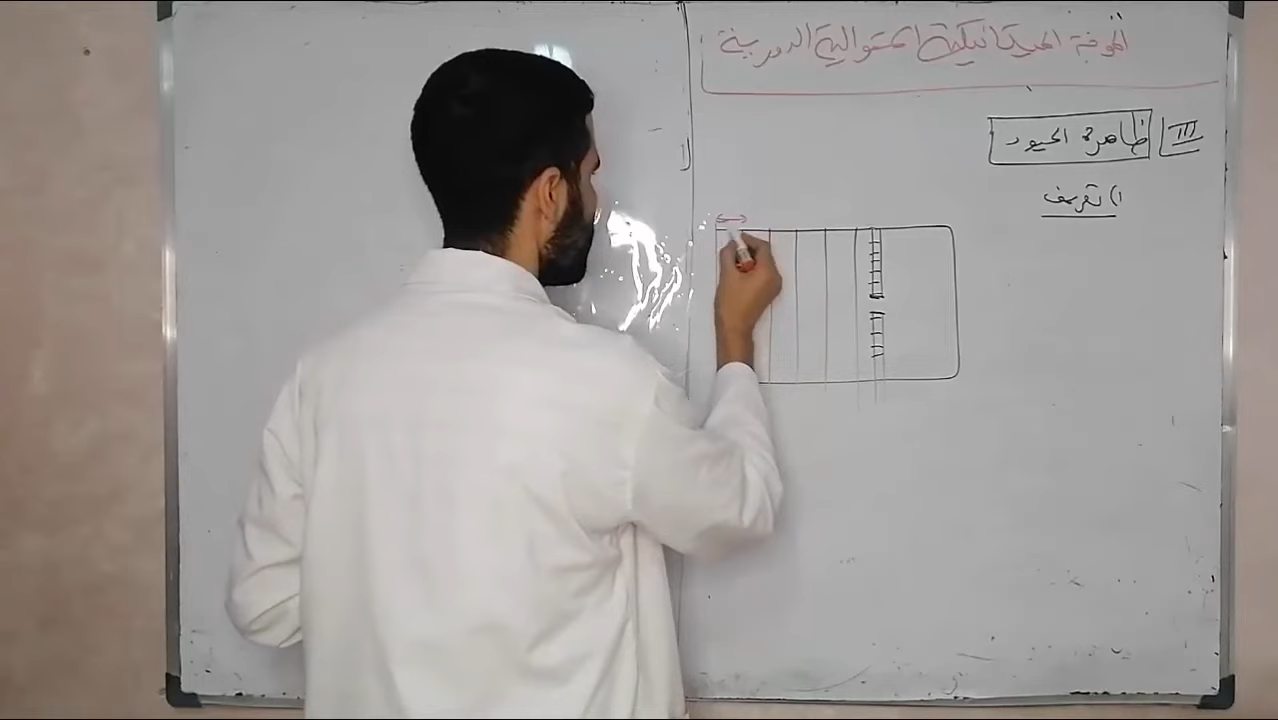 الموجة الميكانيكية المتوالية الدورية
III ظاهرة الحيود
1) تعريف